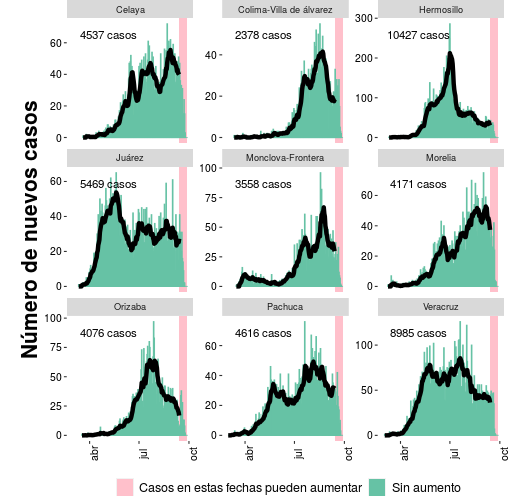 Número de nuevos casos
Celaya
Colima-Villa de álvarez
Hermosillo
4537 casos
2378 casos
10427 casos
60
40
20
0
40
20
0
300
200
100
0
Juárez
Monclova-Frontera
Morelia
5469 casos
3558 casos
4171 casos
60
40
20
0
100
75
50
25
0
60
40
20
0
Orizaba
Pachuca
Veracruz
4076 casos
4616 casos
8985 casos
100
75
50
25
0
60
40
20
0
100
50
0
abr
jul
oct
abr
jul
oct
abr
jul
oct
Casos en estas fechas pueden aumentar
Sin aumento